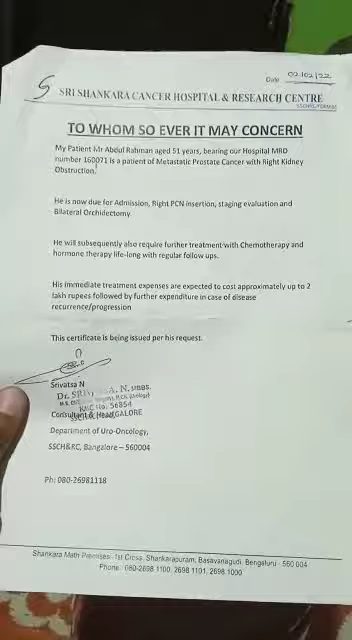 Date 02/02/22
SRI SHANKARA CANCER HOSPITAL & RESEARCH CENTRE
TO WHOM SO EVER IT MAY CONCERN
My Patient Mr Abdul Rahman aged 51 years, bearing our Hospital MRD
number 160071 is a patient of Metastatic Prostate Cancer with Right Kidney
Obstruction.
He is now due for Admission, Right PCN insertion, staging evaluation and
Bilateral Orchidectomy.
He will subsequently also require further treatment with Chemotherapy and
hormone therapy life-long with regular follow ups.
His immediate treatment expenses are expected to cost approximately up to 2
lakh rupees followed by further expenditure in case of disease
recurrence/progression
This certificate is being issued per his request.
Srivatsa N
Dr. A. N. MBBS.
KMC No. 56854
Consultant & Head
Department of Uro-Oncology,
SSCH&RC, Bangalore – 560004
Ph: 080-26981118
Shankara Math Premises, 1st Cross, Shankarapuram, Basavanagudi, Bengaluru - 560 004
Phone : 080-2698 1100, 2698 1101, 2698 1000